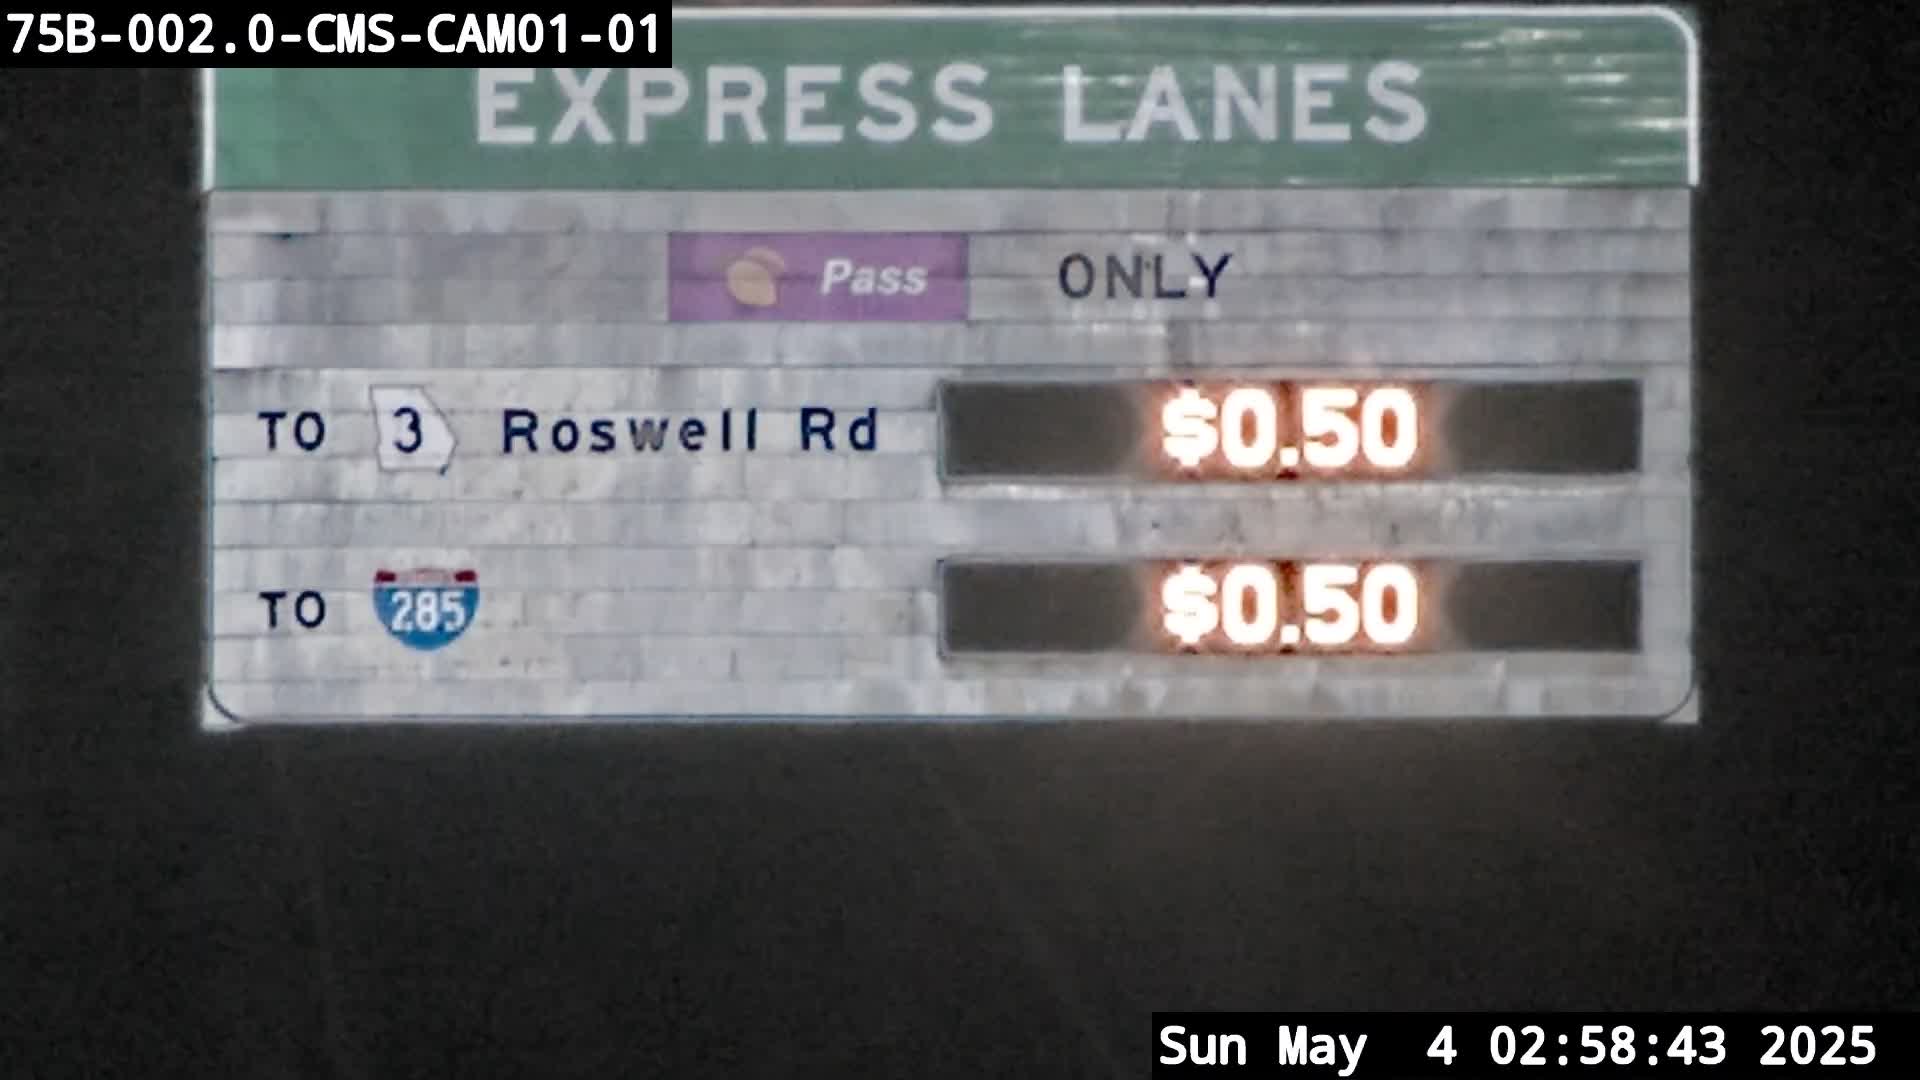 75B-002.0-CMS-CAM01-01
EXPRESS LANES
Pass ONLY
TO 3 Roswell Rd $0.50
TO 285 $0.50
Sun May 4 02:58:43 2025